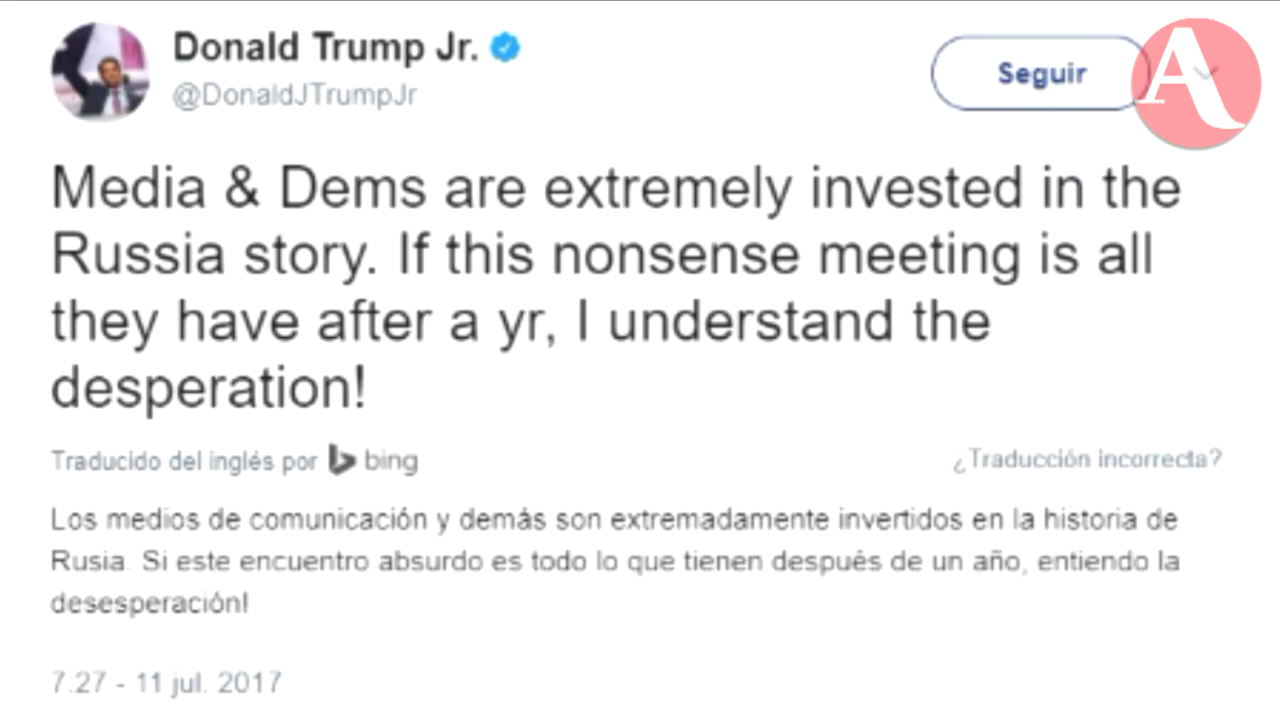 Donald Trump Jr.
@DonaldJTrumpJr
Seguir
A
Media & Dems are extremely invested in the
Russia story. If this nonsense meeting is all
they have after a yr, I understand the
desperation!
Traducido del inglés por bing
¿Traducción incorrecta?
Los medios de comunicación y demás son extremadamente invertidos en la historia de
Rusia. Si este encuentro absurdo es todo lo que tienen después de un año, entiendo la
desesperación!
7:27 - 11 jul. 2017